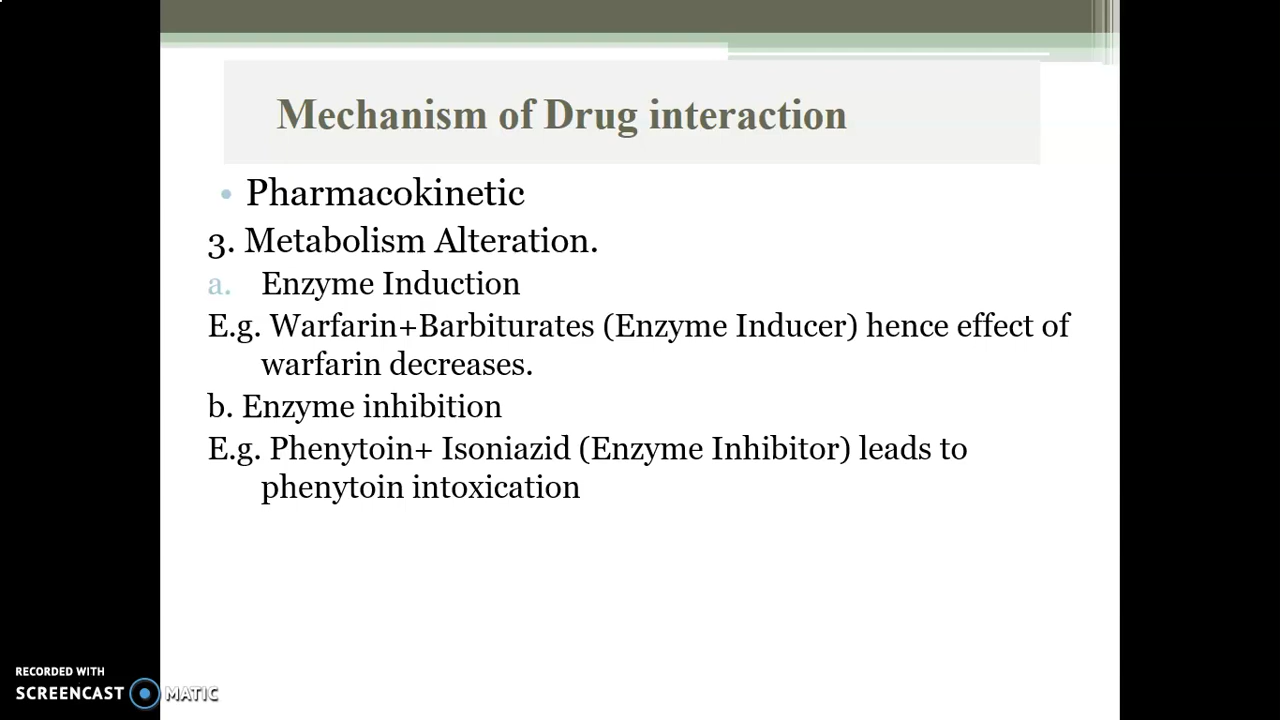 Mechanism of Drug interaction
• Pharmacokinetic
3. Metabolism Alteration.
a. Enzyme Induction
E.g. Warfarin+Barbiturates (Enzyme Inducer) hence effect of
warfarin decreases.
b. Enzyme inhibition
E.g. Phenytoin+ Isoniazid (Enzyme Inhibitor) leads to
phenytoin intoxication
RECORDED WITH
SCREENCAST MATIC